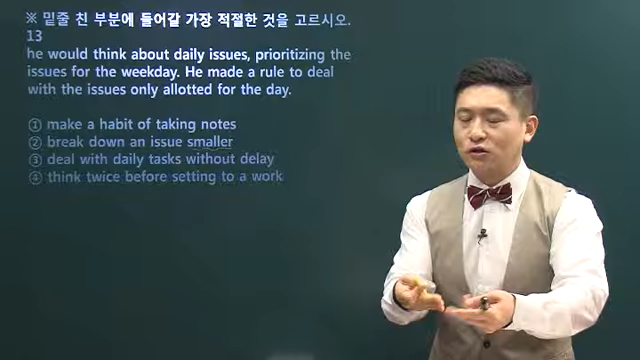 ※ 밑줄 친 부분에 들어갈 가장 적절한 것을 고르시오.
13
he would think about daily issues, prioritizing the
issues for the weekday. He made a rule to deal
with the issues only allotted for the day.
① make a habit of taking notes
② break down an issue smaller
③ deal with daily tasks without delay
④ think twice before setting to a work